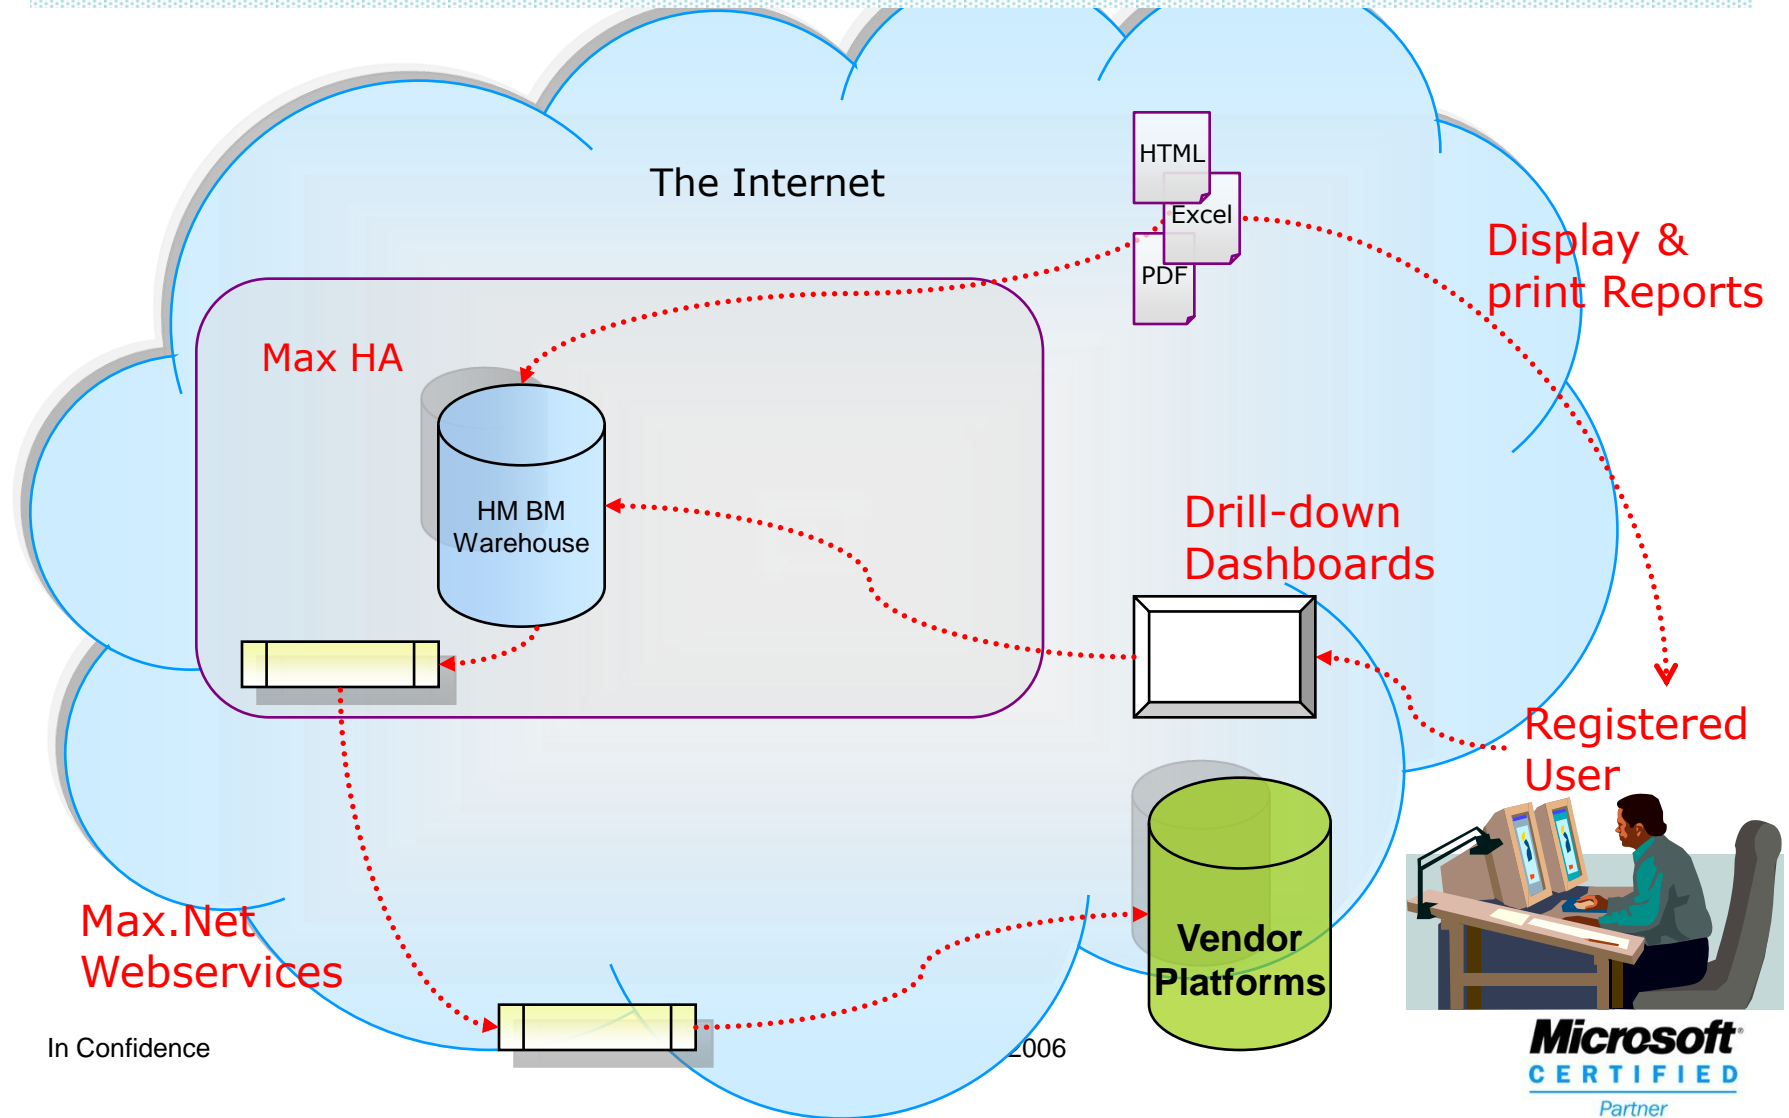 The Internet
HTML
Excel
PDF
Display &
print Reports
Max HA
HM BM
Warehouse
Drill-down
Dashboards
Registered
User
Vendor
Platforms
Max.Net
Webservices
In Confidence
2006
Microsoft
CERTIFIED
Partner